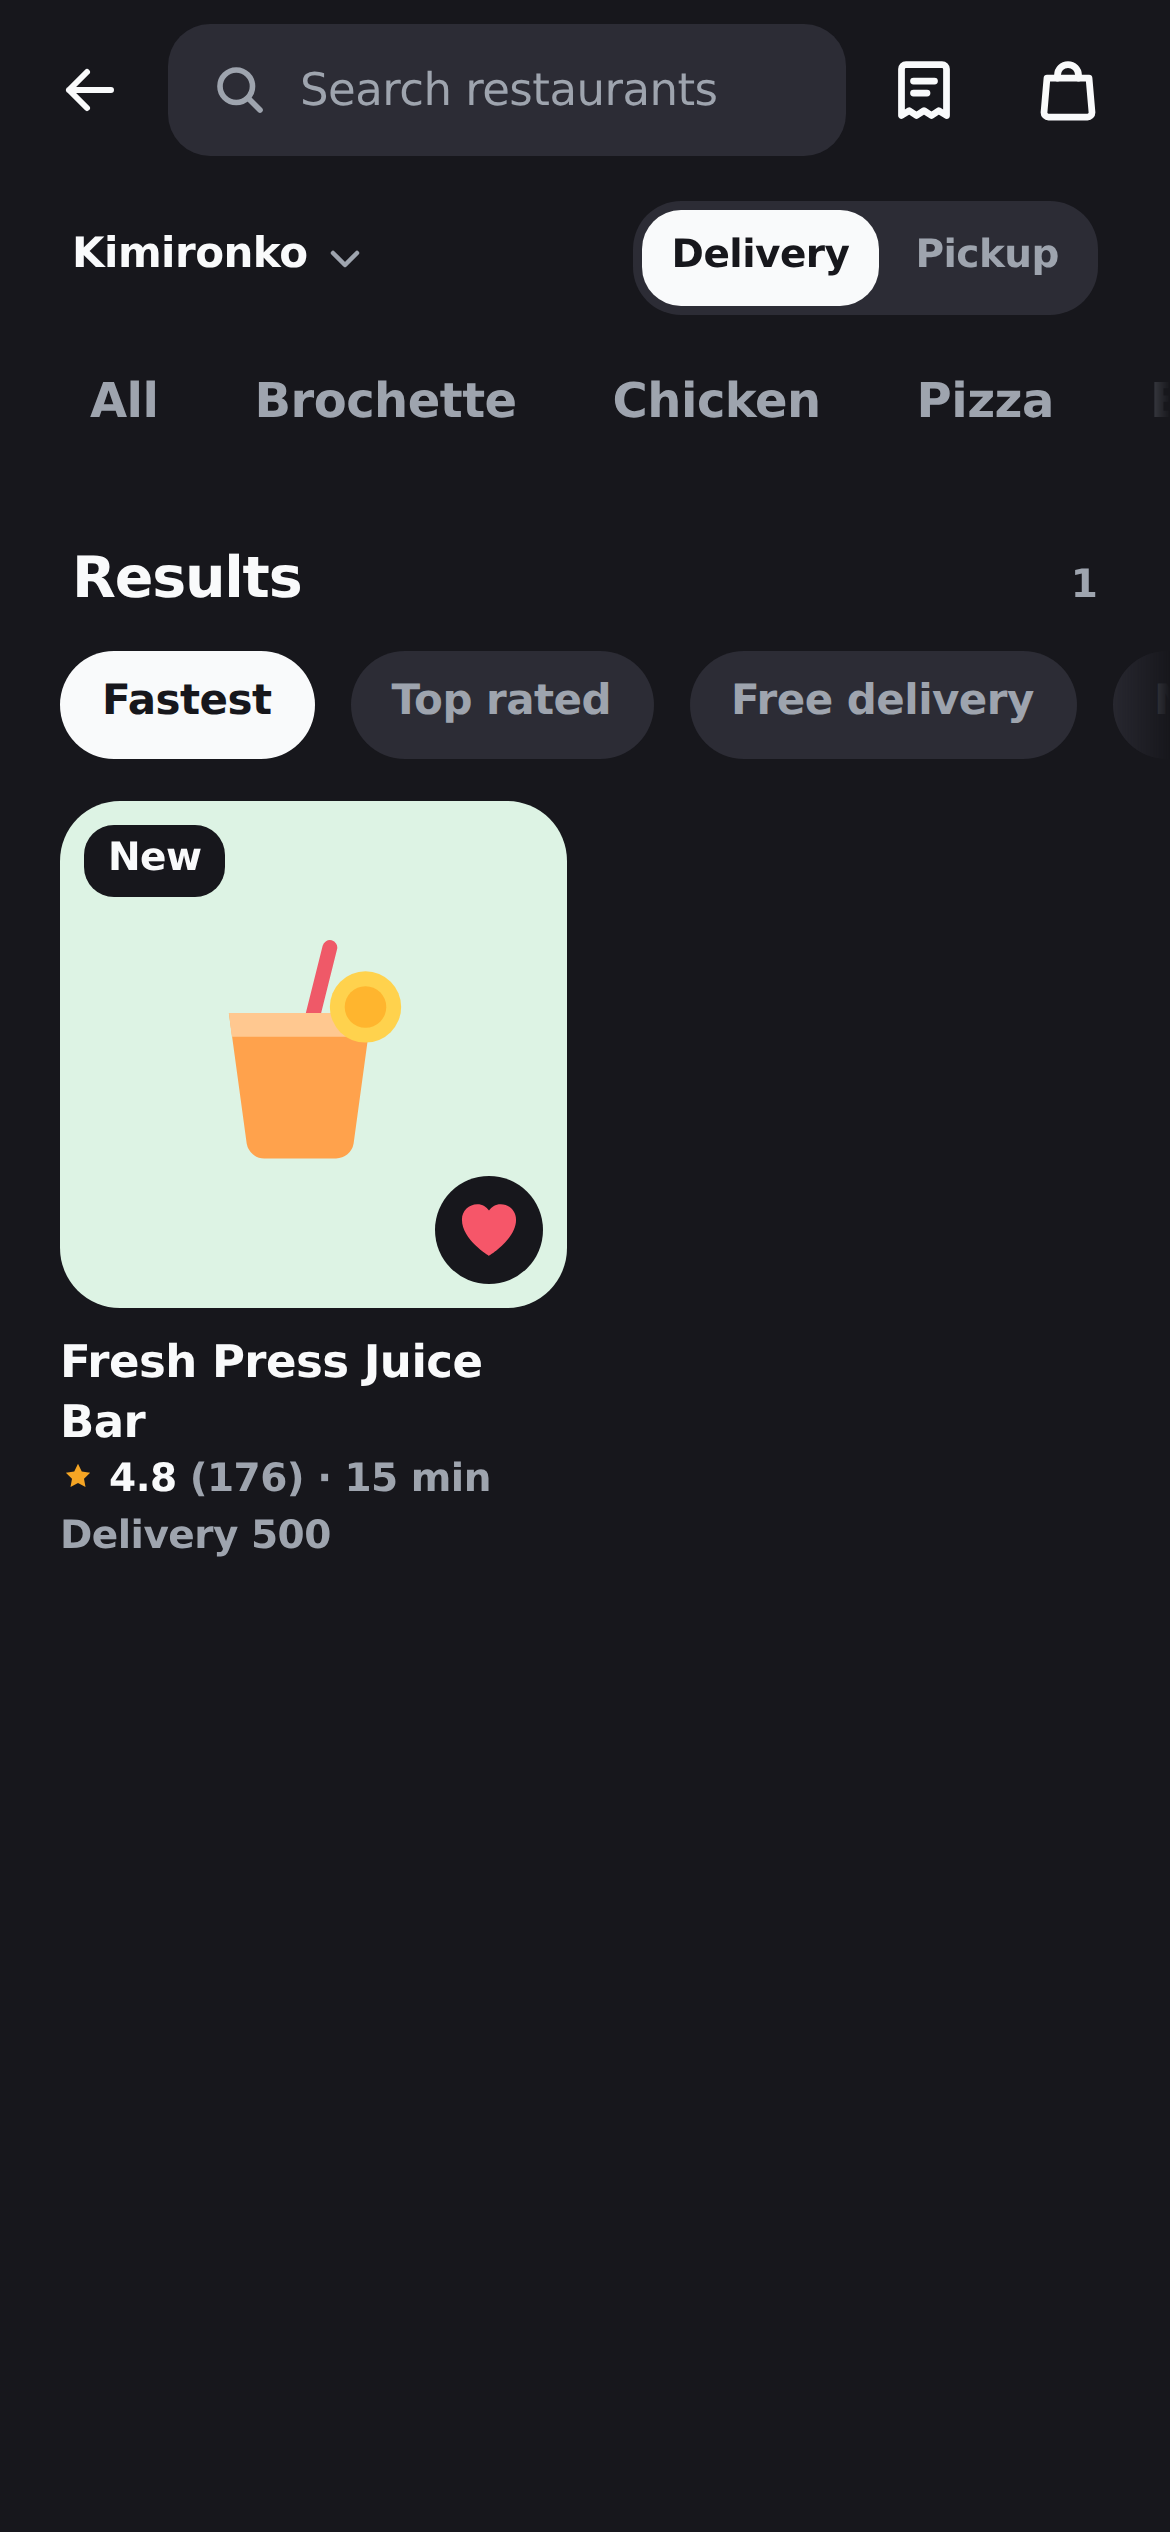 Search restaurants
Kimironko
Delivery Pickup
All Brochette Chicken Pizza
Results
1
Fastest Top rated Free delivery
New
Fresh Press Juice
Bar
4.8 (176) · 15 min
Delivery 500